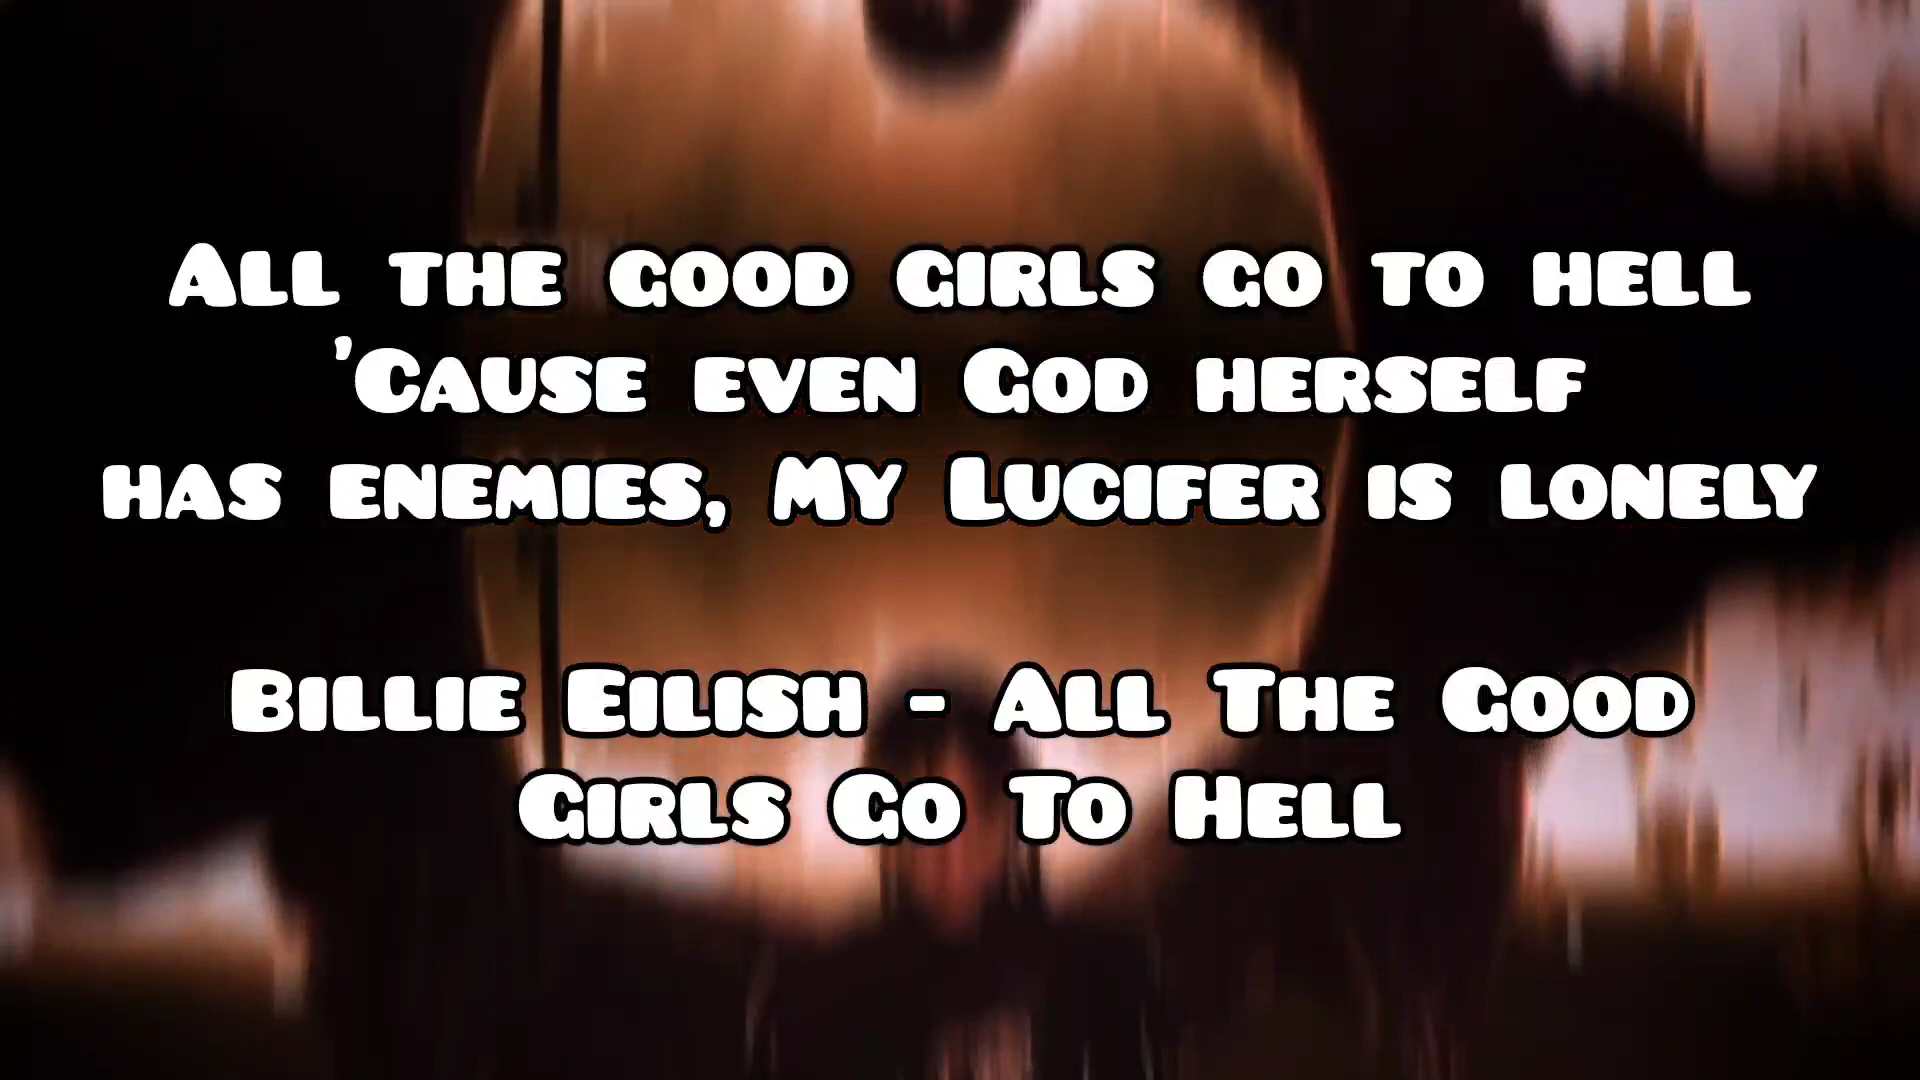 All the good girls go to hell
'Cause even God herself
has enemies, My Lucifer is lonely
Billie Eilish - All The Good
Girls Go To Hell